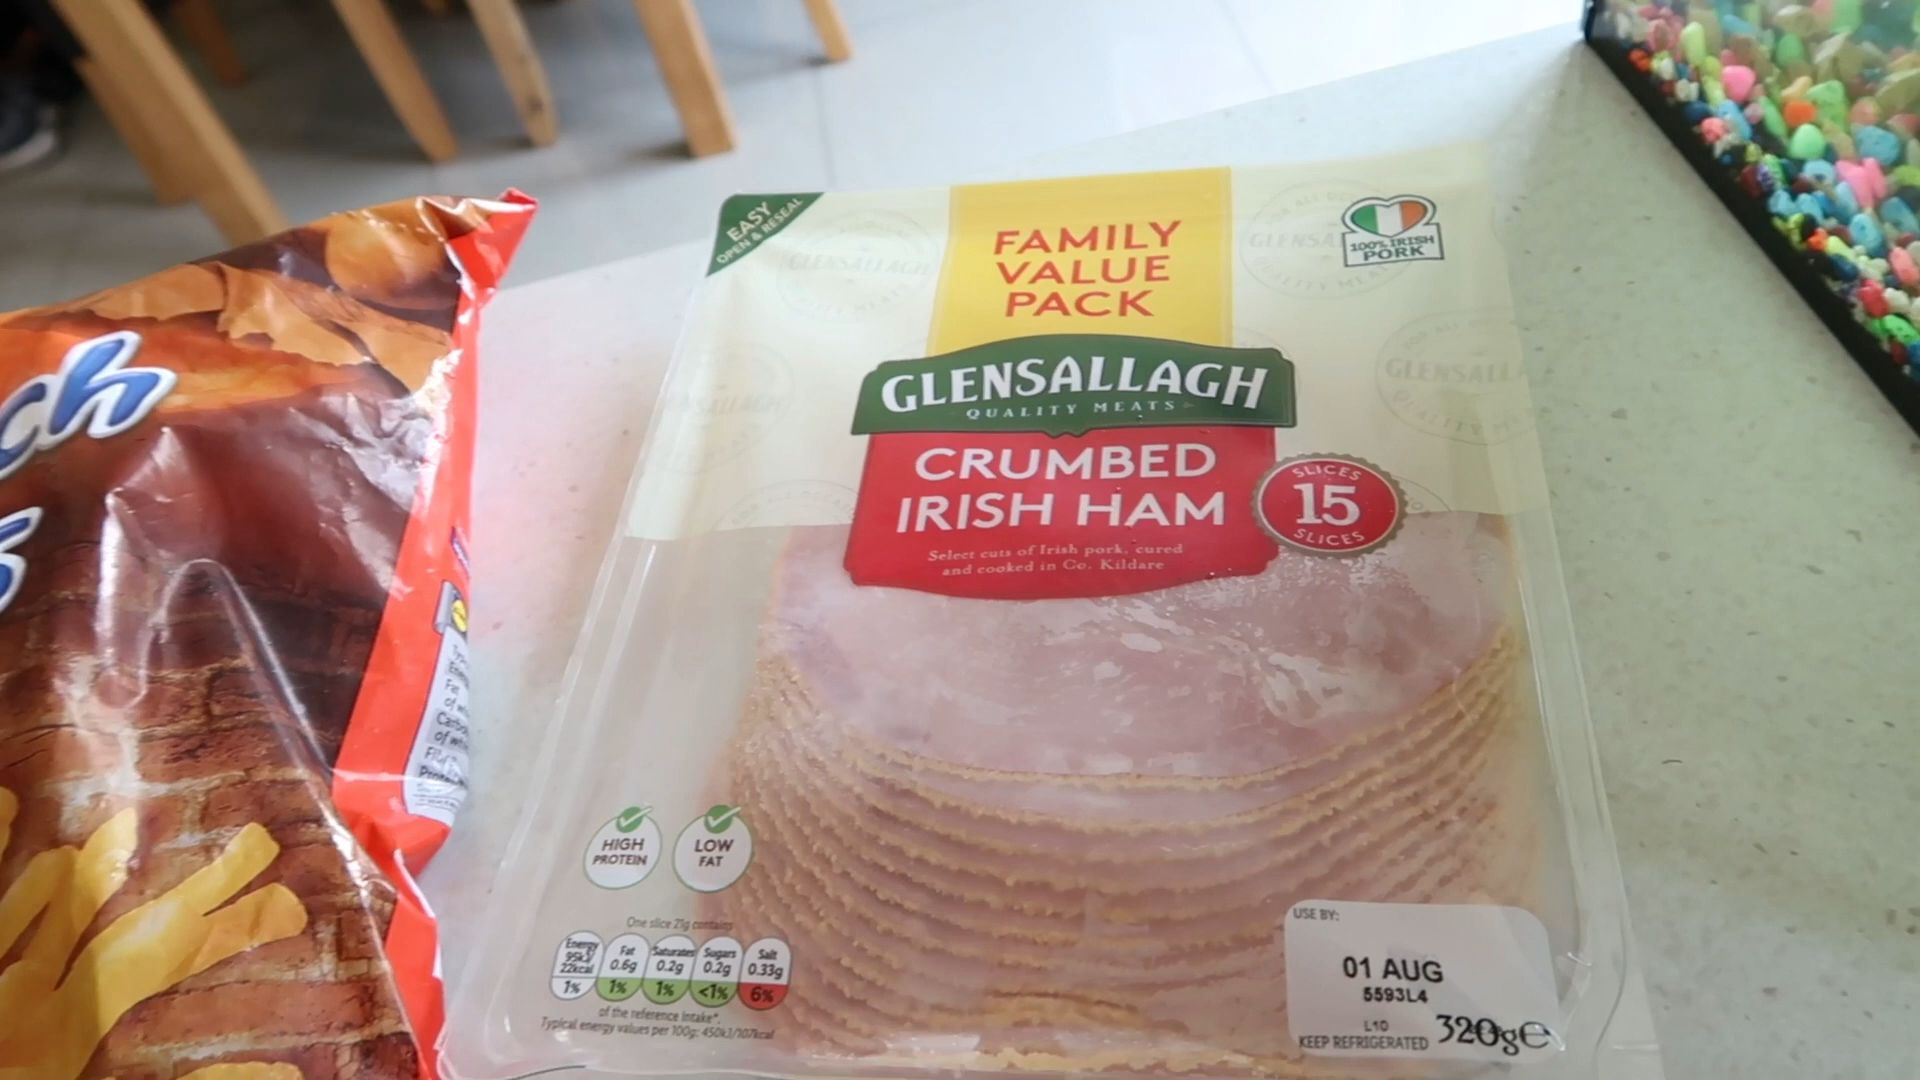 ch
EASY
OPEN & RESEAL
FAMILY
VALUE
PACK
100% IRISH
PORK
GLENSALLAGH
QUALITY MEATS
CRUMBED
IRISH HAM
Select cuts of Irish pork, cured
and cooked in Co. Kildare
SLICES
15
SLICES
HIGH
PROTEIN
LOW
FAT
One slice 21g contains
Energy
95kJ
22kcal
1%
Fat
0.6g
1%
Saturates
0.2g
1%
Sugars
0.2g
<1%
Salt
0.33g
6%
of the reference intake*.
Typical energy values per 100g: 450kJ/107kcal
USE BY:
01 AUG
5593L4
L10
KEEP REFRIGERATED
320g℮
GLENSALLAGH
Fat